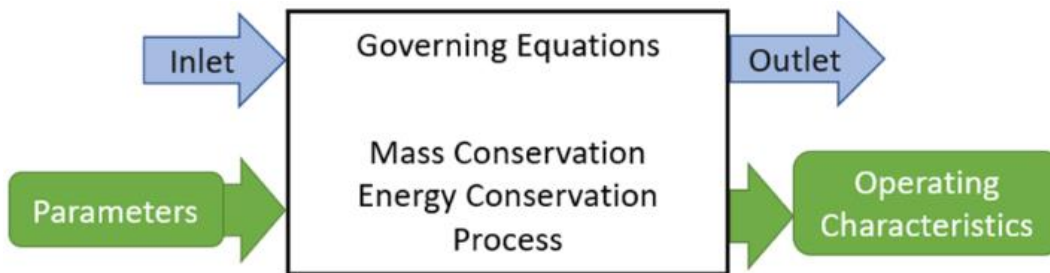 Inlet
Governing Equations
Outlet
Mass Conservation
Energy Conservation
Process
Parameters
Operating
Characteristics